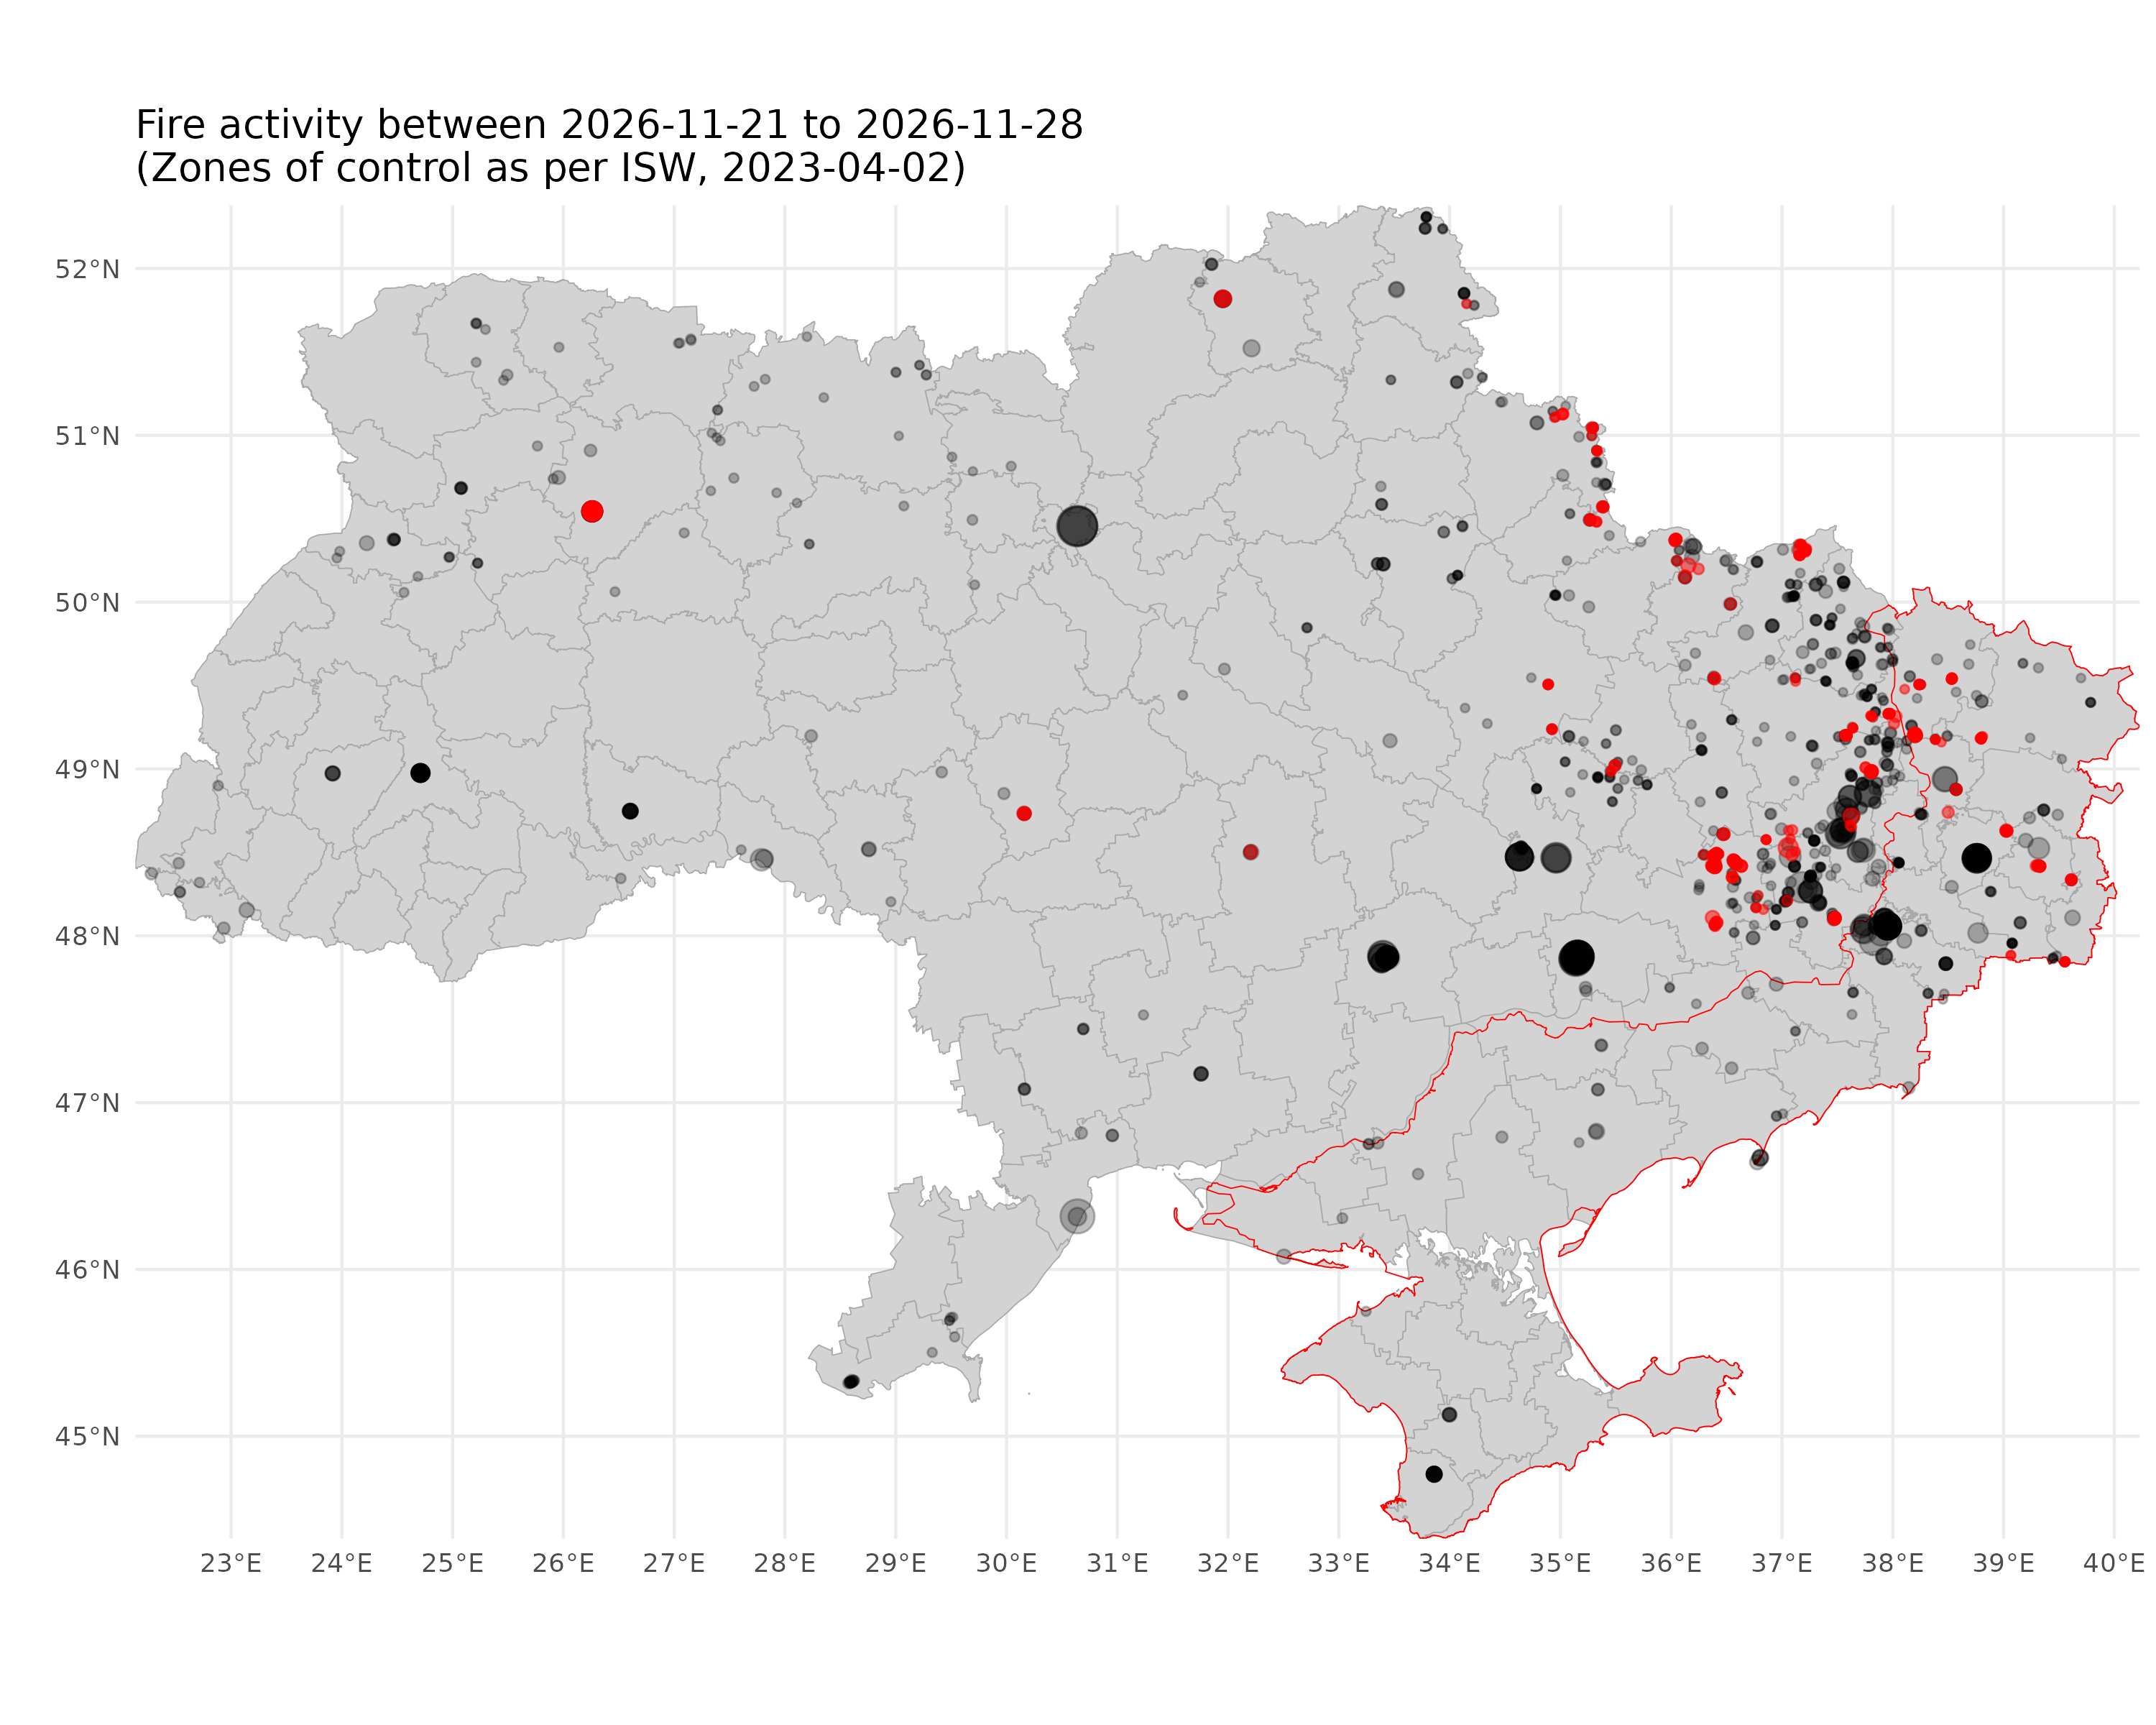 Fire activity between 2026-11-21 to 2026-11-28
(Zones of control as per ISW, 2023-04-02)
52°N
51°N
50°N
49°N
48°N
47°N
46°N
45°N
23°E 24°E 25°E 26°E 27°E 28°E 29°E 30°E 31°E 32°E 33°E 34°E 35°E 36°E 37°E 38°E 39°E 40°E